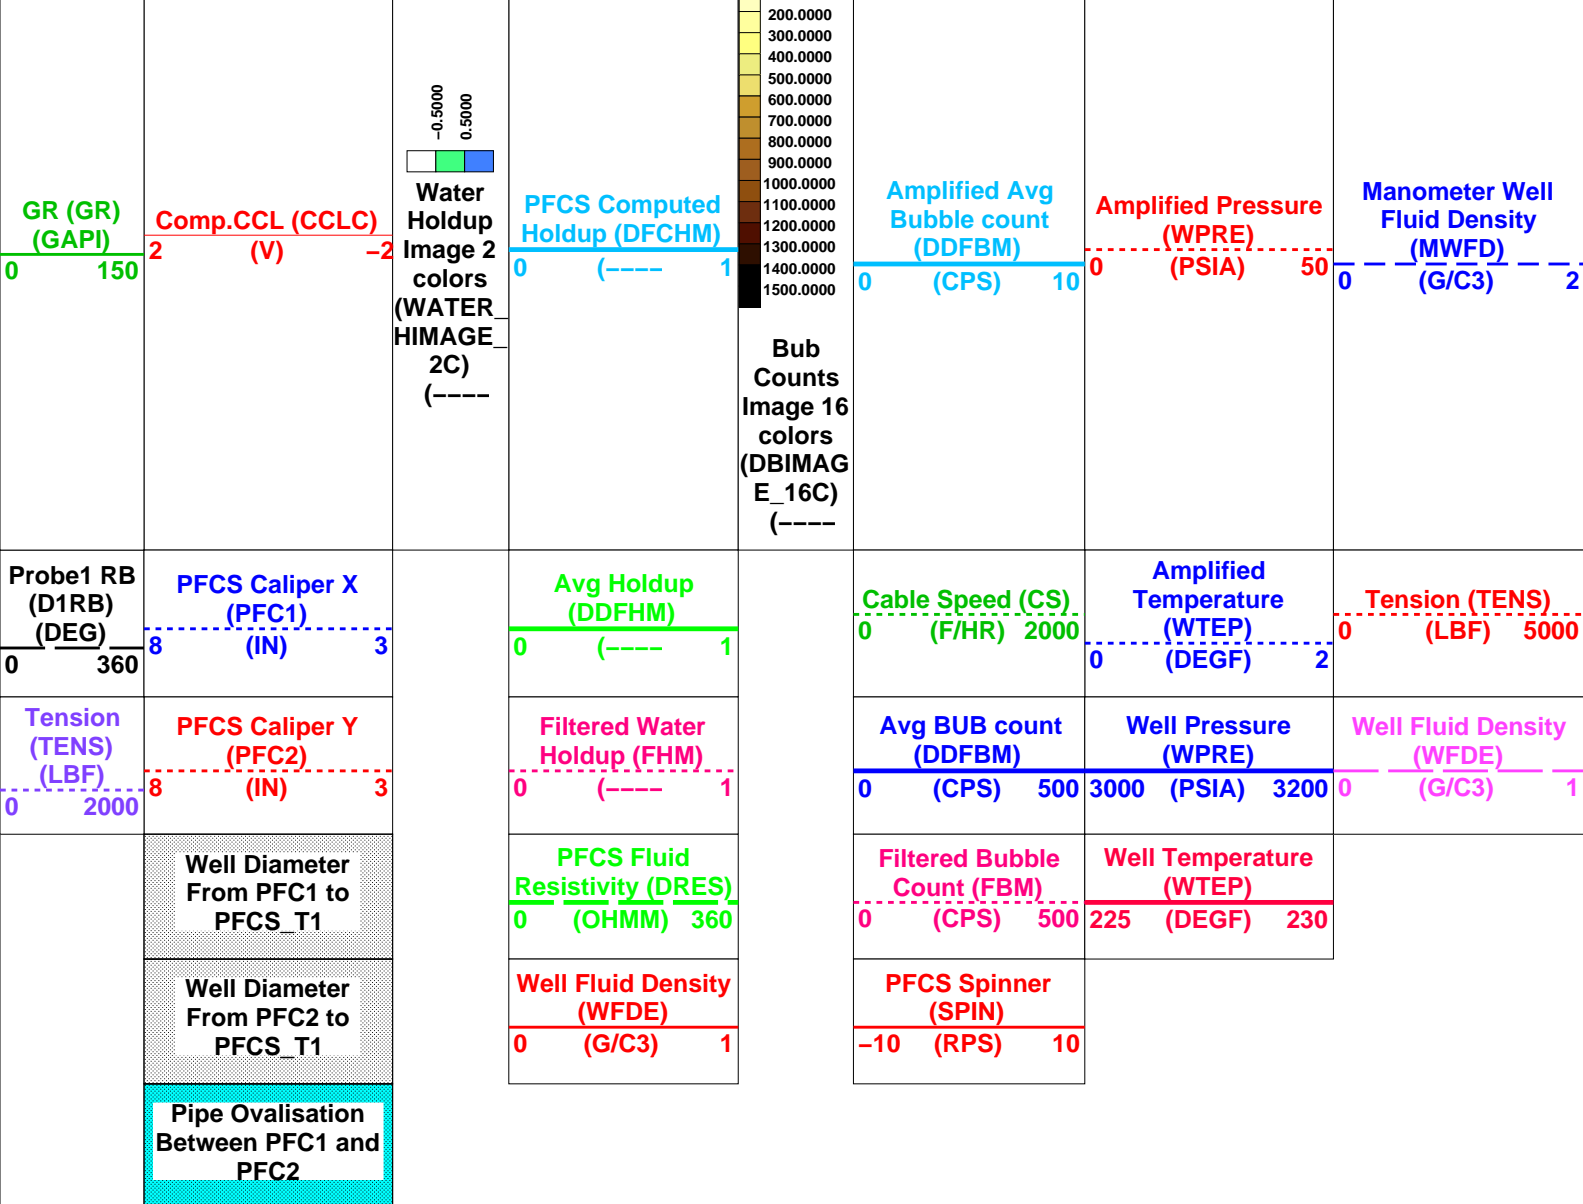 GR (GR)
(GAPI)
0 150
Comp.CCL (CCLC)
2 (V) −2
−0.5000
0.5000
Water
Holdup
Image 2
colors
(WATER_
HIMAGE_
2C)
(−−−−
PFCS Computed
Holdup (DFCHM)
0 (−−−− 1
200.0000
300.0000
400.0000
500.0000
600.0000
700.0000
800.0000
900.0000
1000.0000
1100.0000
1200.0000
1300.0000
1400.0000
1500.0000
Bub
Counts
Image 16
colors
(DBIMAG
E_16C)
(−−−−
Amplified Avg
Bubble count
(DDFBM)
0 (CPS) 10
Amplified Pressure
(WPRE)
0 (PSIA) 50
Manometer Well
Fluid Density
(MWFD)
0 (G/C3) 2
Probe1 RB
(D1RB)
(DEG)
0 360
PFCS Caliper X
(PFC1)
8 (IN) 3
Avg Holdup
(DDFHM)
0 (−−−− 1
Cable Speed (CS)
0 (F/HR) 2000
Amplified
Temperature
(WTEP)
0 (DEGF) 2
Tension (TENS)
0 (LBF) 5000
Tension
(TENS)
(LBF)
0 2000
PFCS Caliper Y
(PFC2)
8 (IN) 3
Filtered Water
Holdup (FHM)
0 (−−−− 1
Avg BUB count
(DDFBM)
0 (CPS) 500
Well Pressure
(WPRE)
3000 (PSIA) 3200
Well Fluid Density
(WFDE)
0 (G/C3) 1
Well Diameter
From PFC1 to
PFCS_T1
PFCS Fluid
Resistivity (DRES)
0 (OHMM) 360
Filtered Bubble
Count (FBM)
0 (CPS) 500
Well Temperature
(WTEP)
225 (DEGF) 230
Well Diameter
From PFC2 to
PFCS_T1
Well Fluid Density
(WFDE)
0 (G/C3) 1
PFCS Spinner
(SPIN)
−10 (RPS) 10
Pipe Ovalisation
Between PFC1 and
PFC2